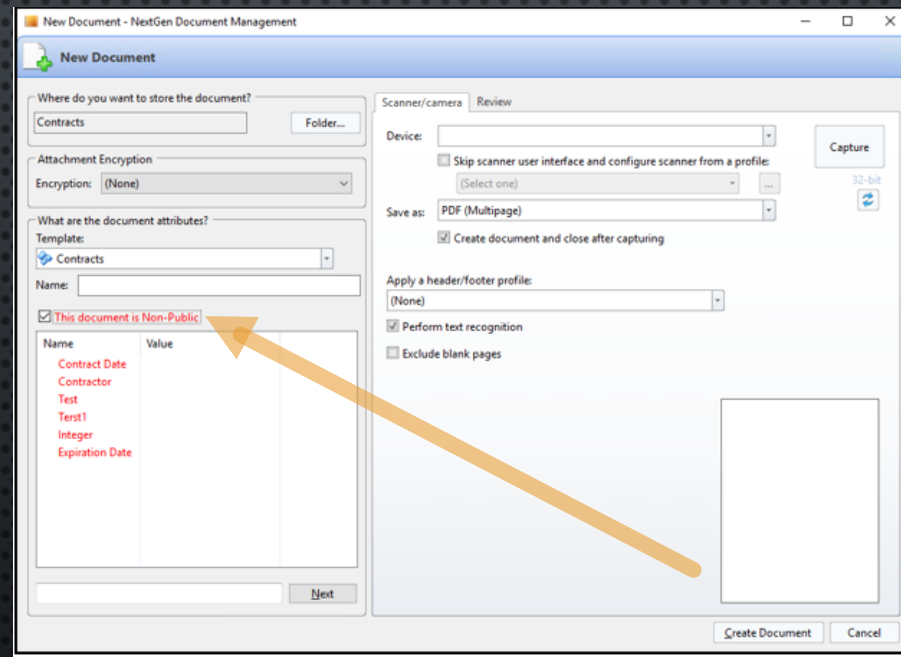 New Document - NextGen Document Management
New Document
Where do you want to store the document?
Contracts
Folder...
Attachment Encryption
Encryption: (None)
What are the document attributes?
Template:
Contracts
Name:
This document is Non-Public
Name Value
Contract Date
Contractor
Test
Terst1
Integer
Expiration Date
Next
Scanner/camera Review
Device:
Capture
Skip scanner user interface and configure scanner from a profile:
(Select one) ...
32-bit
Save as: PDF (Multipage)
Create document and close after capturing
Apply a header/footer profile:
(None)
Perform text recognition
Exclude blank pages
Create Document Cancel